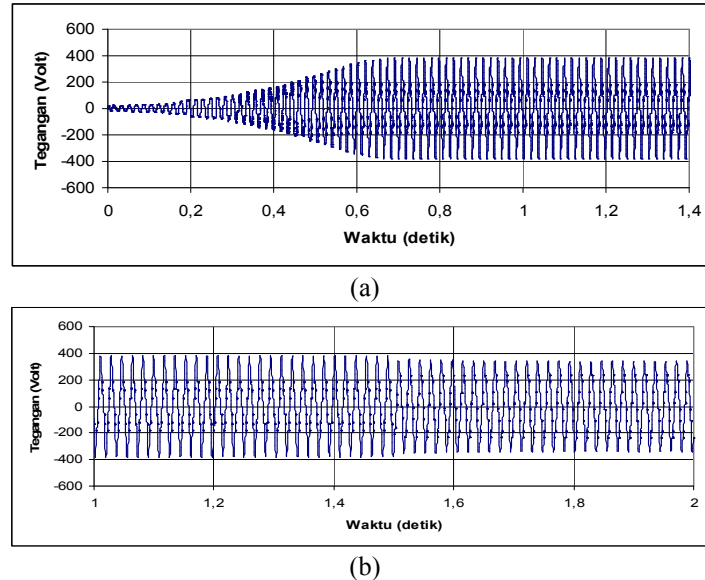 600
400
200
0
-200
-400
-600
Tegangan (Volt)
0 0,2 0,4 0,6 0,8 1 1,2 1,4
Waktu (detik)
(a)
600
400
200
0
-200
-400
-600
Tegangan (Volt)
1 1,2 1,4 1,6 1,8 2
Waktu (detik)
(b)